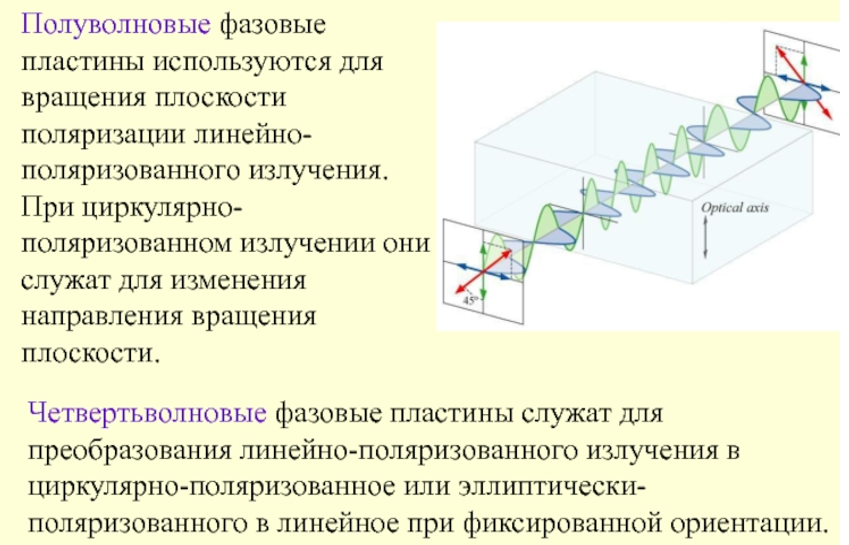 Полуволновые фазовые
пластины используются для
вращения плоскости
поляризации линейно-
поляризованного излучения.
При циркулярно-
поляризованном излучении они
служат для изменения
направления вращения
плоскости.
Optical axis
45°
Четвертьволновые фазовые пластины служат для
преобразования линейно-поляризованного излучения в
циркулярно-поляризованное или эллиптически-
поляризованного в линейное при фиксированной ориентации.